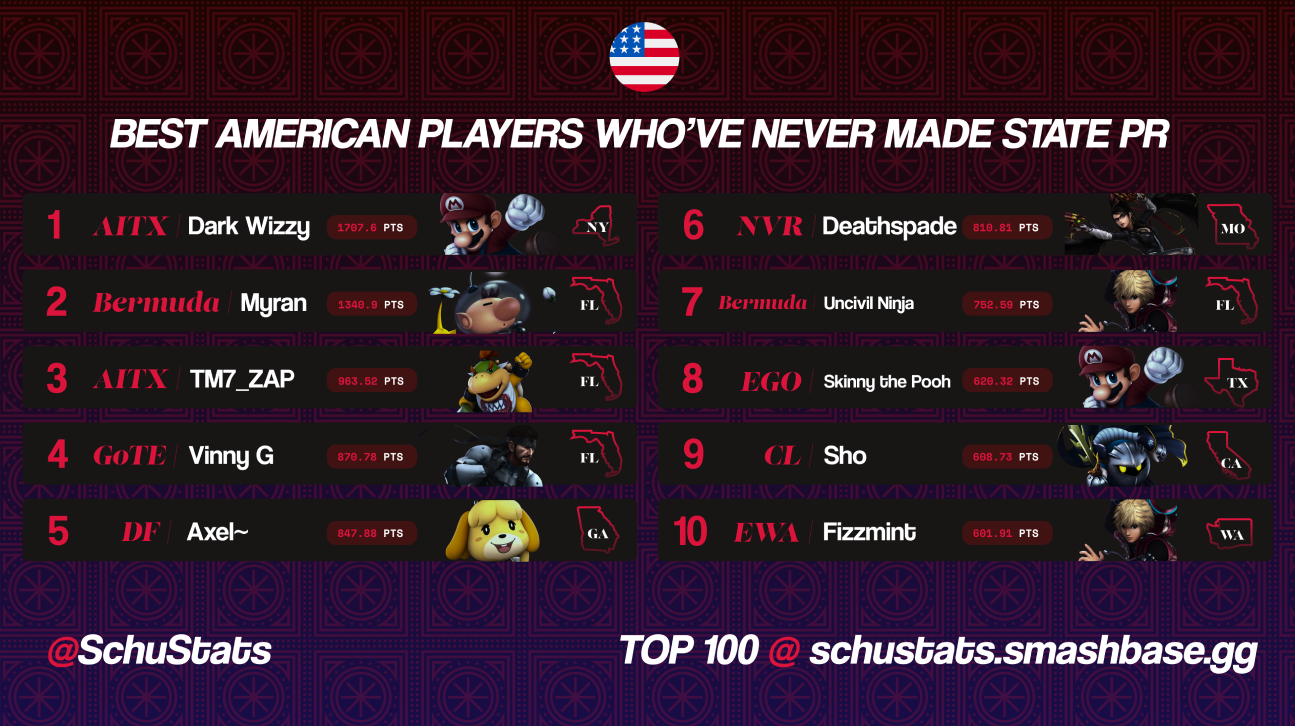 BEST AMERICAN PLAYERS WHO'VE NEVER MADE STATE PR
1 AITX Dark Wizzy 1707.6 PTS NY
2 Bermuda Myran 1340.9 PTS FL
3 AITX TM7_ZAP 963.52 PTS FL
4 GoTE Vinny G 870.78 PTS FL
5 DF Axel~ 847.88 PTS GA
6 NVR Deathspade 810.81 PTS MO
7 Bermuda Uncivil Ninja 752.59 PTS FL
8 EGO Skinny the Pooh 620.32 PTS TX
9 CL Sho 608.73 PTS CA
10 EWA Fizzmint 601.91 PTS WA
@SchuStats
TOP 100 @ schustats.smashbase.gg